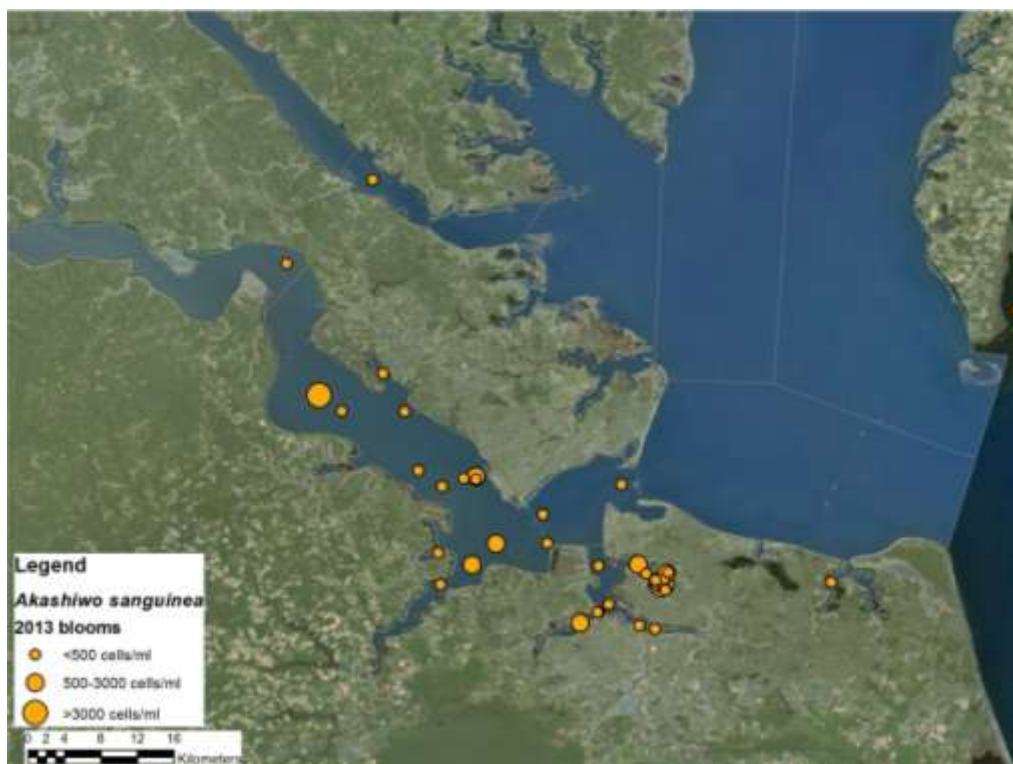 Legend
Akashiwo sanguinea
2013 blooms
<500 cells/ml
500-3000 cells/ml
>3000 cells/ml
0 2 4 8 12 16
Kilometers